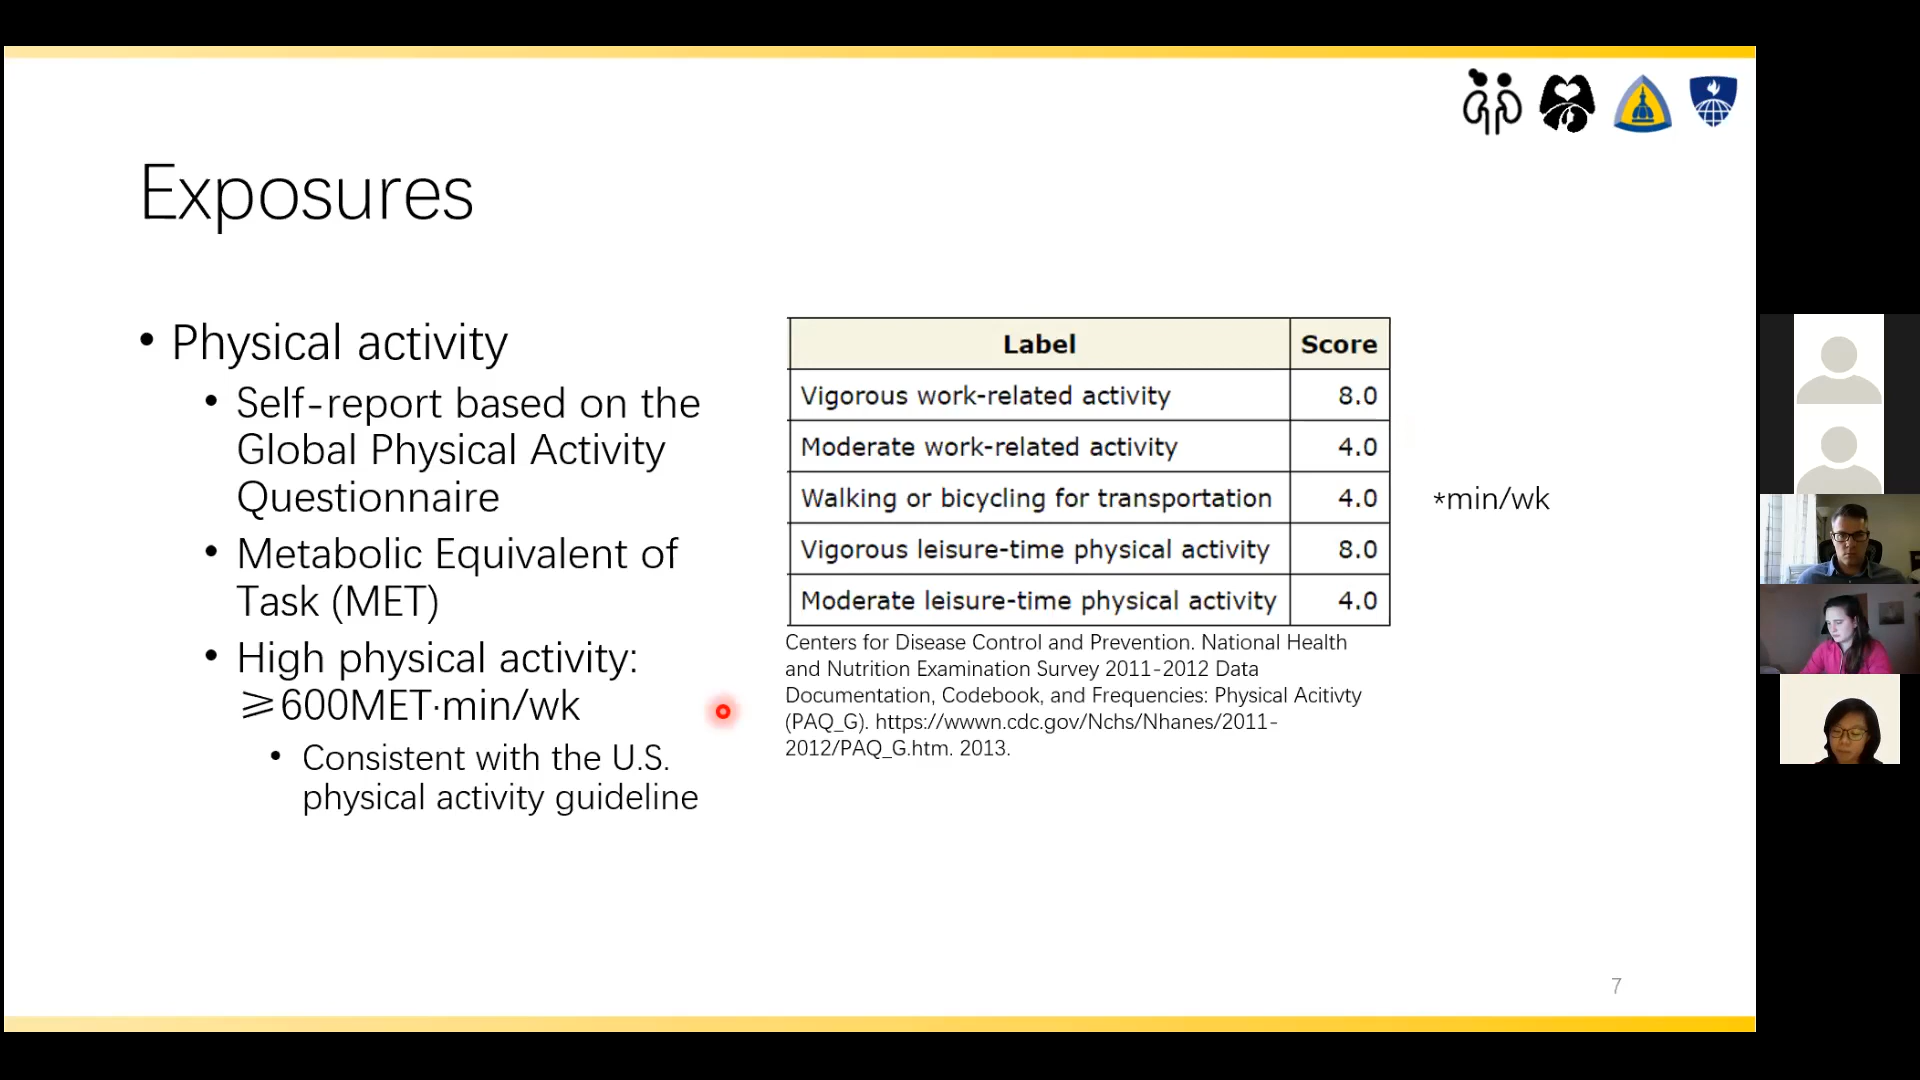 Exposures
• Physical activity
• Self-report based on the
Global Physical Activity
Questionnaire
• Metabolic Equivalent of
Task (MET)
• High physical activity:
⩾600MET·min/wk
• Consistent with the U.S.
physical activity guideline
Label Score
Vigorous work-related activity 8.0
Moderate work-related activity 4.0
Walking or bicycling for transportation 4.0
Vigorous leisure-time physical activity 8.0
Moderate leisure-time physical activity 4.0
*min/wk
Centers for Disease Control and Prevention. National Health
and Nutrition Examination Survey 2011-2012 Data
Documentation, Codebook, and Frequencies: Physical Acitivty
(PAQ_G). https://wwwn.cdc.gov/Nchs/Nhanes/2011-
2012/PAQ_G.htm. 2013.
7